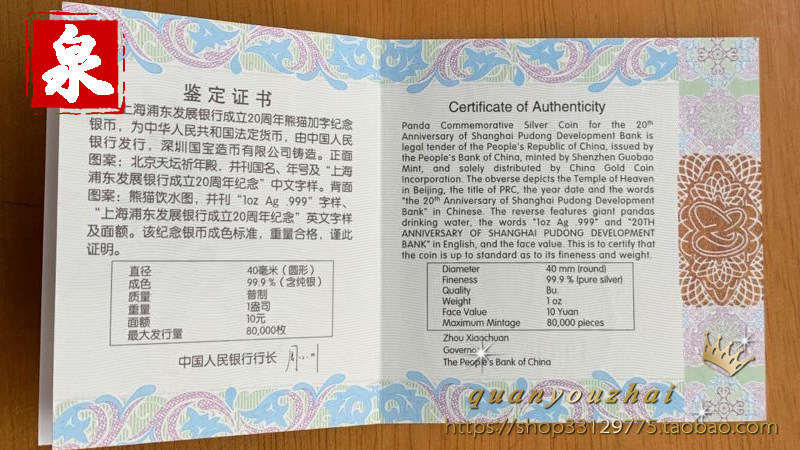 泉
鉴定证书
上海浦东发展银行成立20周年熊猫加字纪念
银币，为中华人民共和国法定货币，由中国人民
银行发行，深圳国宝造币有限公司铸造。正面
图案：北京天坛祈年殿，并刊国名、年号及“上海
浦东发展银行成立20周年纪念”中文字样。背面
图案：熊猫饮水图，并刊“1oz Ag .999”字样、
“上海浦东发展银行成立20周年纪念”英文字样
及面额。该纪念银币成色标准，重量合格，谨此
证明。
直径 40毫米（圆形）
成色 99.9％（含纯银）
质量 普制
重量 1盎司
面额 10元
最大发行量 80,000枚
中国人民银行行长
Certificate of Authenticity
Panda Commemorative Silver Coin for the 20th
Anniversary of Shanghai Pudong Development Bank is
legal tender of the People's Republic of China, issued by
the People's Bank of China, minted by Shenzhen Guobao
Mint, and solely distributed by China Gold Coin
Incorporation. The obverse depicts the Temple of Heaven
in Beijing, the title of PRC, the year date and the words
"the 20th Anniversary of Shanghai Pudong Development
Bank" in Chinese. The reverse features giant pandas
drinking water, the words "1oz Ag .999" and "20TH
ANNIVERSARY OF SHANGHAI PUDONG DEVELOPMENT
BANK" in English, and the face value. This is to certify that
the coin is up to standard as to its fineness and weight.
Diameter 40 mm (round)
Fineness 99.9 % (pure silver)
Quality Bu.
Weight 1 oz
Face Value 10 Yuan
Maximum Mintage 80,000 pieces
Zhou Xiaochuan
Governor
The People's Bank of China
quanyouzhai
https://shop33129775.taobao.com